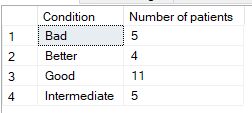 Condition Number of patients
1 Bad 5
2 Better 4
3 Good 11
4 Intermediate 5